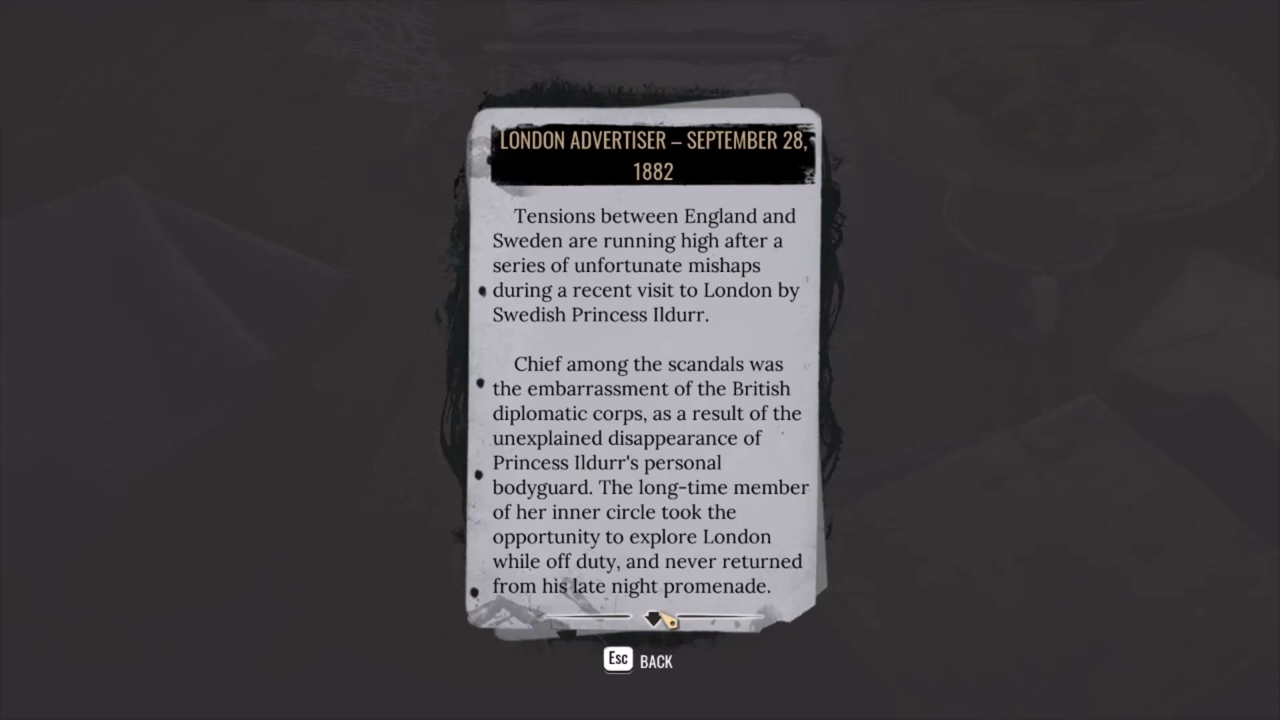 LONDON ADVERTISER – SEPTEMBER 28,
1882
Tensions between England and
Sweden are running high after a
series of unfortunate mishaps
during a recent visit to London by
Swedish Princess Ildurr.
Chief among the scandals was
the embarrassment of the British
diplomatic corps, as a result of the
unexplained disappearance of
Princess Ildurr's personal
bodyguard. The long-time member
of her inner circle took the
opportunity to explore London
while off duty, and never returned
from his late night promenade.
Esc BACK